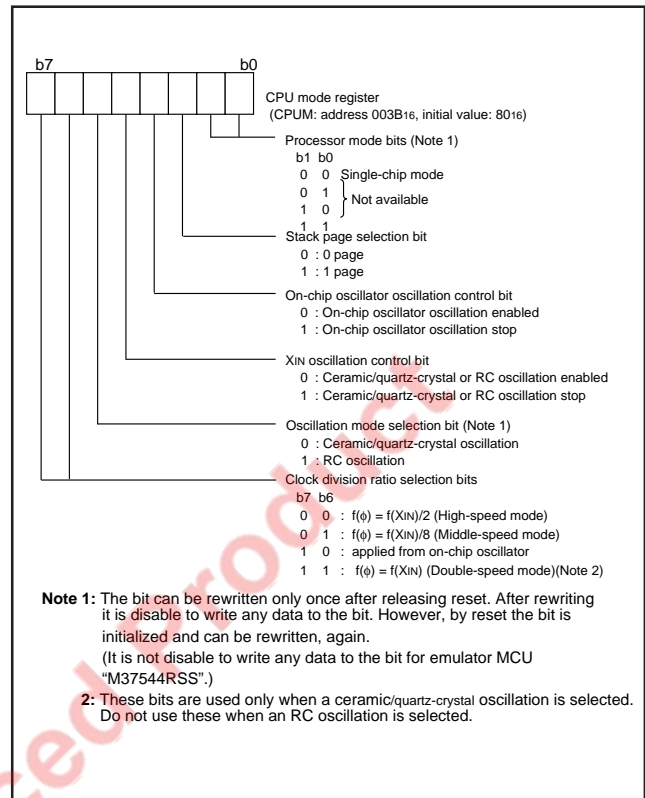 b7 b0
CPU mode register
(CPUM: address 003B16, initial value: 8016)
Processor mode bits (Note 1)
b1 b0
0 0 Single-chip mode
0 1
Not available
1 0
1 1
Stack page selection bit
0 : 0 page
1 : 1 page
On-chip oscillator oscillation control bit
0 : On-chip oscillator oscillation enabled
1 : On-chip oscillator oscillation stop
XIN oscillation control bit
0 : Ceramic/quartz-crystal or RC oscillation enabled
1 : Ceramic/quartz-crystal or RC oscillation stop
Oscillation mode selection bit (Note 1)
0 : Ceramic/quartz-crystal oscillation
1 : RC oscillation
Clock division ratio selection bits
b7 b6
0 0 : f(φ) = f(XIN)/2 (High-speed mode)
0 1 : f(φ) = f(XIN)/8 (Middle-speed mode)
1 0 : applied from on-chip oscillator
1 1 : f(φ) = f(XIN) (Double-speed mode)(Note 2)
Note 1: The bit can be rewritten only once after releasing reset. After rewriting
it is disable to write any data to the bit. However, by reset the bit is
initialized and can be rewritten, again.
(It is not disable to write any data to the bit for emulator MCU
“M37544RSS”.)
2: These bits are used only when a ceramic/quartz-crystal oscillation is selected.
Do not use these when an RC oscillation is selected.
ced Product